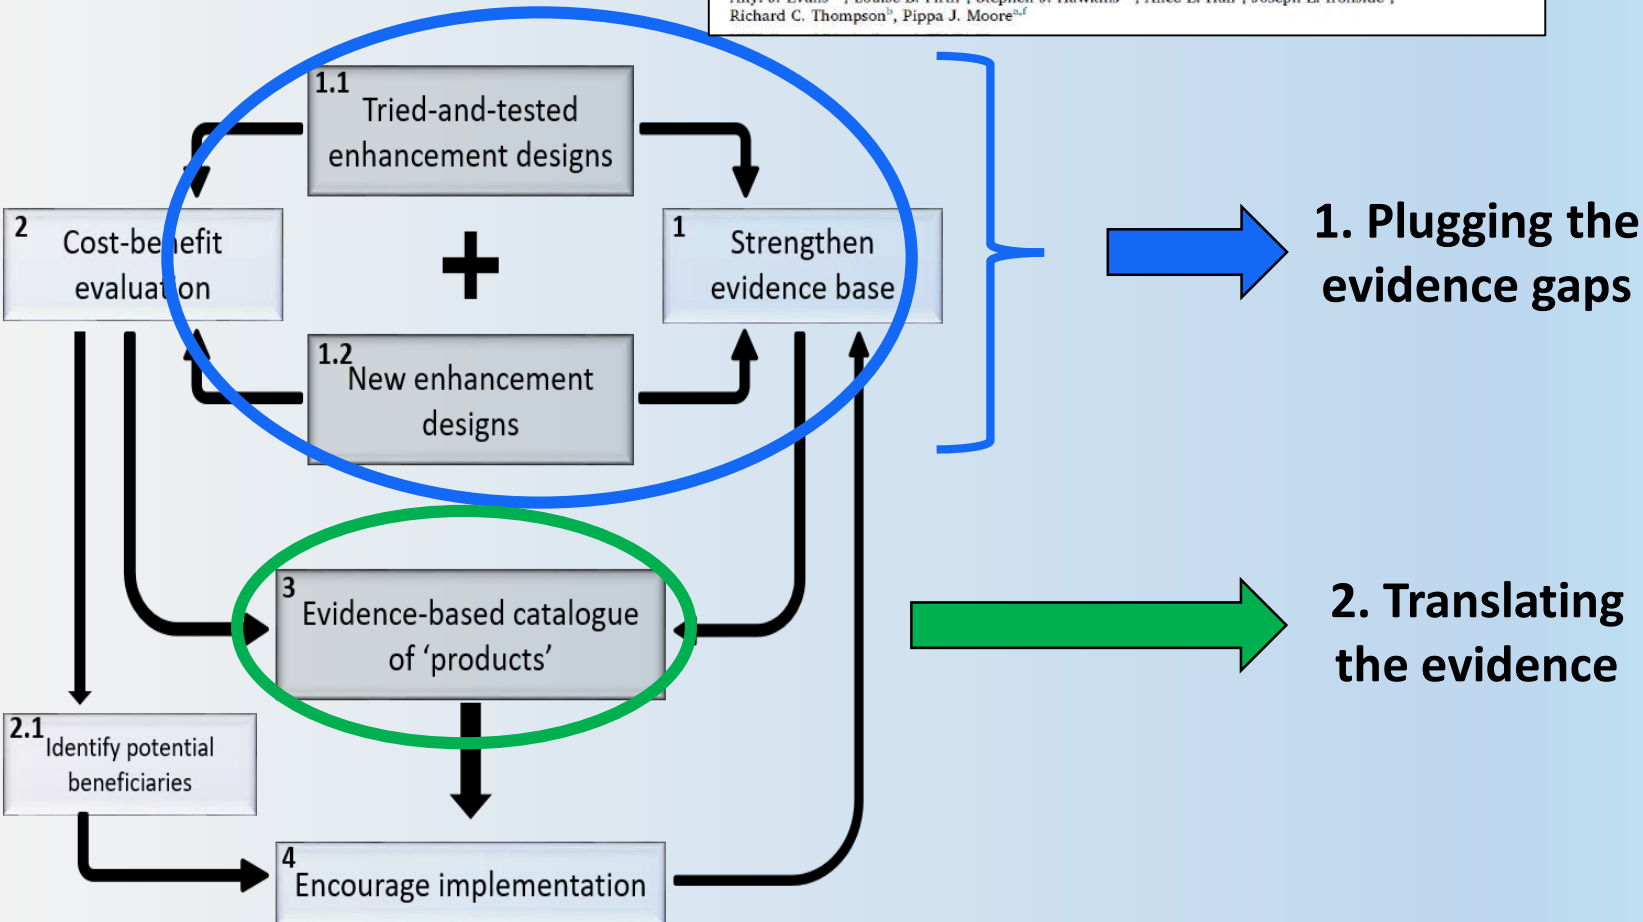 Richard C. Thompsonᵇ, Pippa J. Mooreᵃ,ᶠ
1.1
Tried-and-tested
enhancement designs
2
Cost-benefit
evaluation
1
Strengthen
evidence base
1.2
New enhancement
designs
1. Plugging the
evidence gaps
3
Evidence-based catalogue
of ‘products’
2. Translating
the evidence
2.1
Identify potential
beneficiaries
4
Encourage implementation